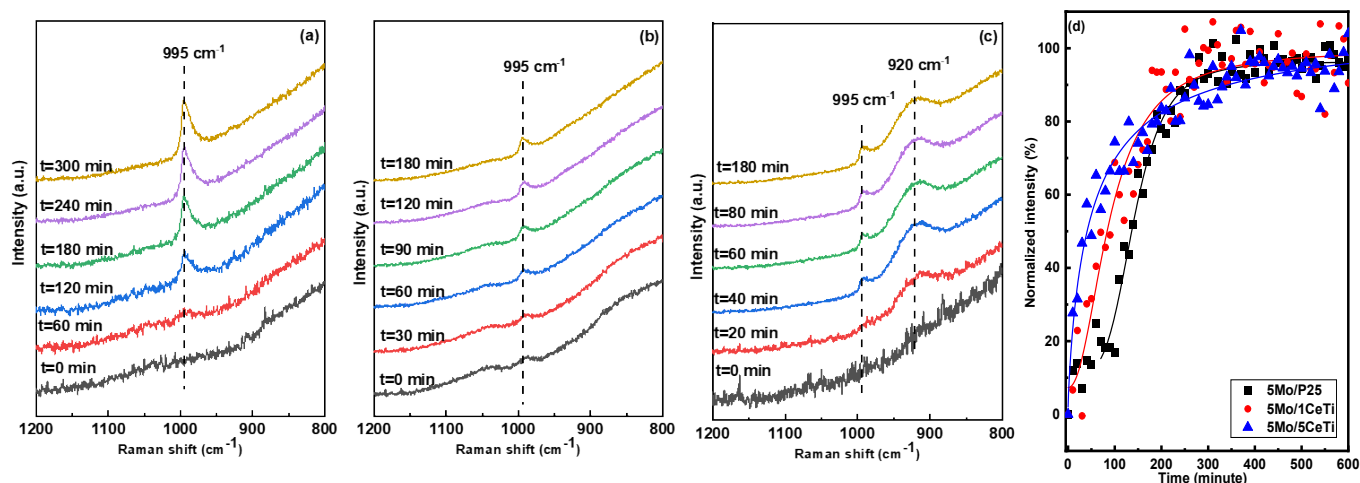 (a)
995 cm⁻¹
t=300 min
t=240 min
t=180 min
t=120 min
t=60 min
t=0 min
Intensity (a.u.)
1200 1100 1000 900 800
Raman shift (cm⁻¹)
(b)
995 cm⁻¹
t=180 min
t=120 min
t=90 min
t=60 min
t=30 min
t=0 min
Intensity (a.u.)
1200 1100 1000 900 800
Raman shift (cm⁻¹)
(c)
920 cm⁻¹
995 cm⁻¹
t=180 min
t=80 min
t=60 min
t=40 min
t=20 min
t=0 min
Intensity (a.u.)
1200 1100 1000 900 800
Raman shift (cm⁻¹)
(d)
100
80
60
40
20
0
Normalized intensity (%)
5Mo/P25
5Mo/1CeTi
5Mo/5CeTi
0 100 200 300 400 500 600
Time (minute)